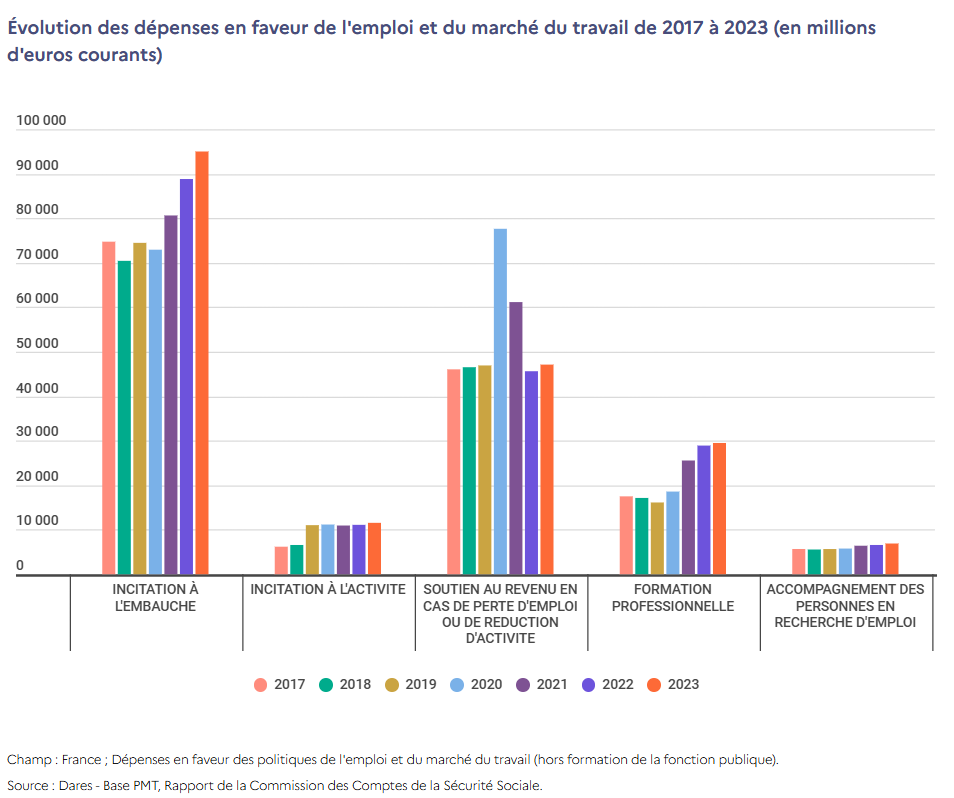 Évolution des dépenses en faveur de l'emploi et du marché du travail de 2017 à 2023 (en millions
d'euros courants)
100 000
90 000
80 000
70 000
60 000
50 000
40 000
30 000
20 000
10 000
0
INCITATION À
L'EMBAUCHE
INCITATION À L'ACTIVITE
SOUTIEN AU REVENU EN
CAS DE PERTE D'EMPLOI
OU DE REDUCTION
D'ACTIVITE
FORMATION
PROFESSIONNELLE
ACCOMPAGNEMENT DES
PERSONNES EN
RECHERCHE D'EMPLOI
2017 2018 2019 2020 2021 2022 2023
Champ : France ; Dépenses en faveur des politiques de l'emploi et du marché du travail (hors formation de la fonction publique).
Source : Dares - Base PMT, Rapport de la Commission des Comptes de la Sécurité Sociale.